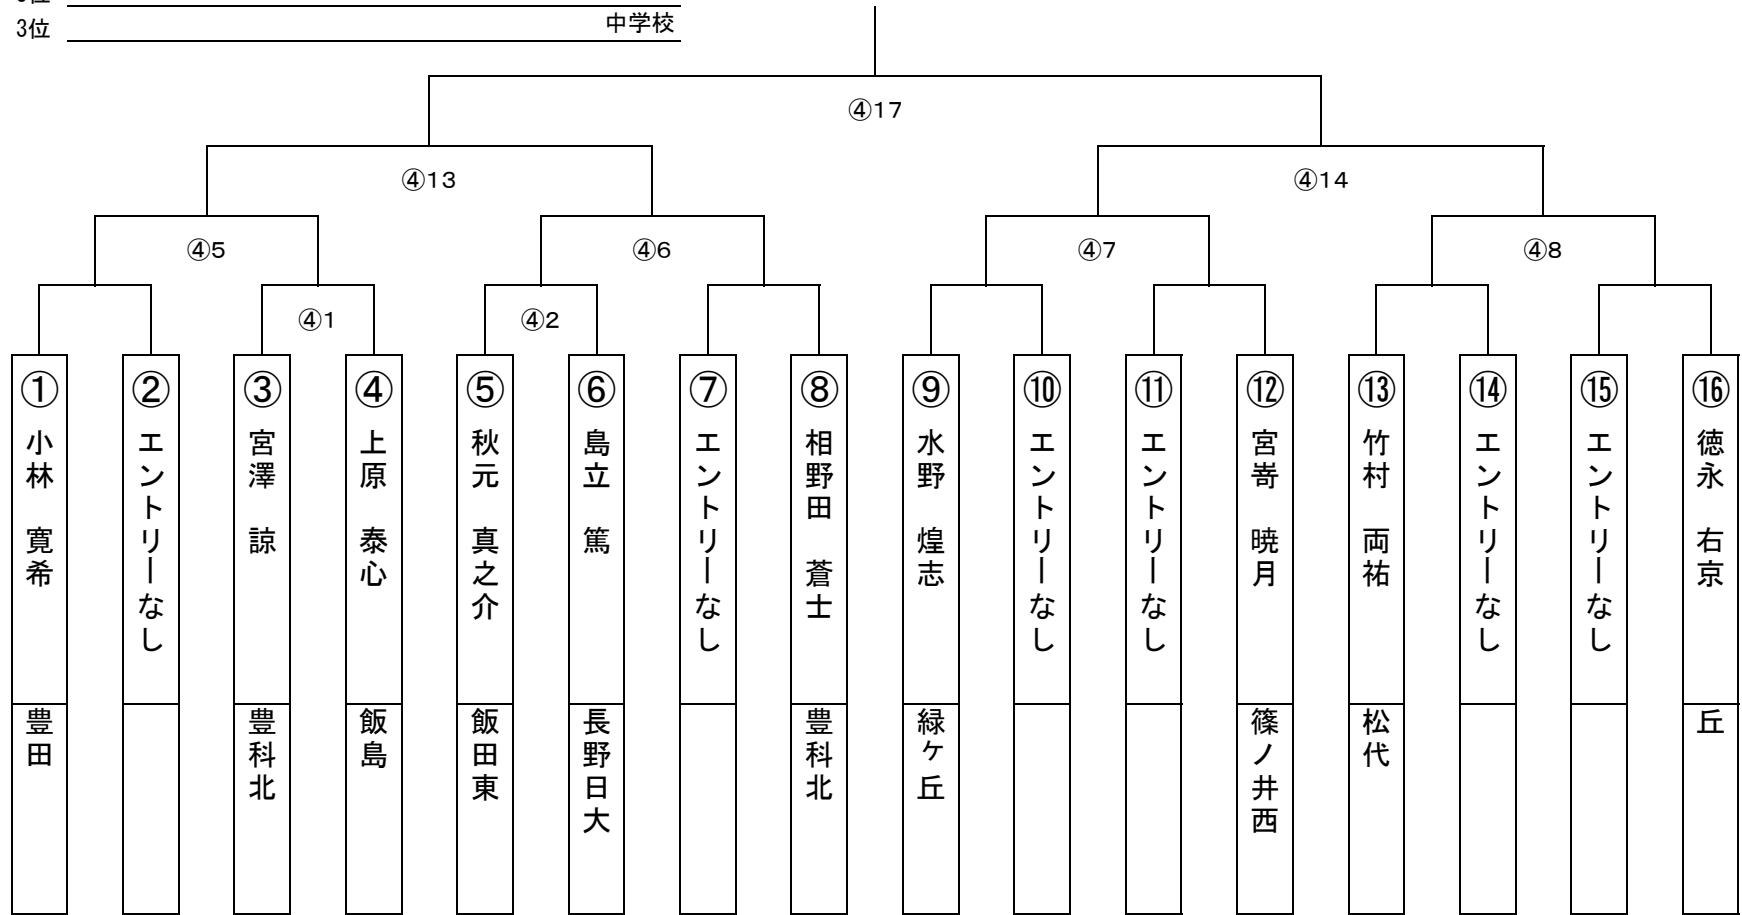 3位
中学校
④17
④13
④14
④5
④6
④7
④8
④1
④2
①
小林 寛希
豊田
②
エントリーなし
③
宮澤 諒
豊科北
④
上原 泰心
飯島
⑤
秋元 真之介
飯田東
⑥
島立 篤
長野日大
⑦
エントリーなし
⑧
相野田 蒼士
豊科北
⑨
水野 煌志
緑ヶ丘
⑩
エントリーなし
⑪
エントリーなし
⑫
宮嵜 暁月
篠ノ井西
⑬
竹村 両祐
松代
⑭
エントリーなし
⑮
エントリーなし
⑯
徳永 右京
丘